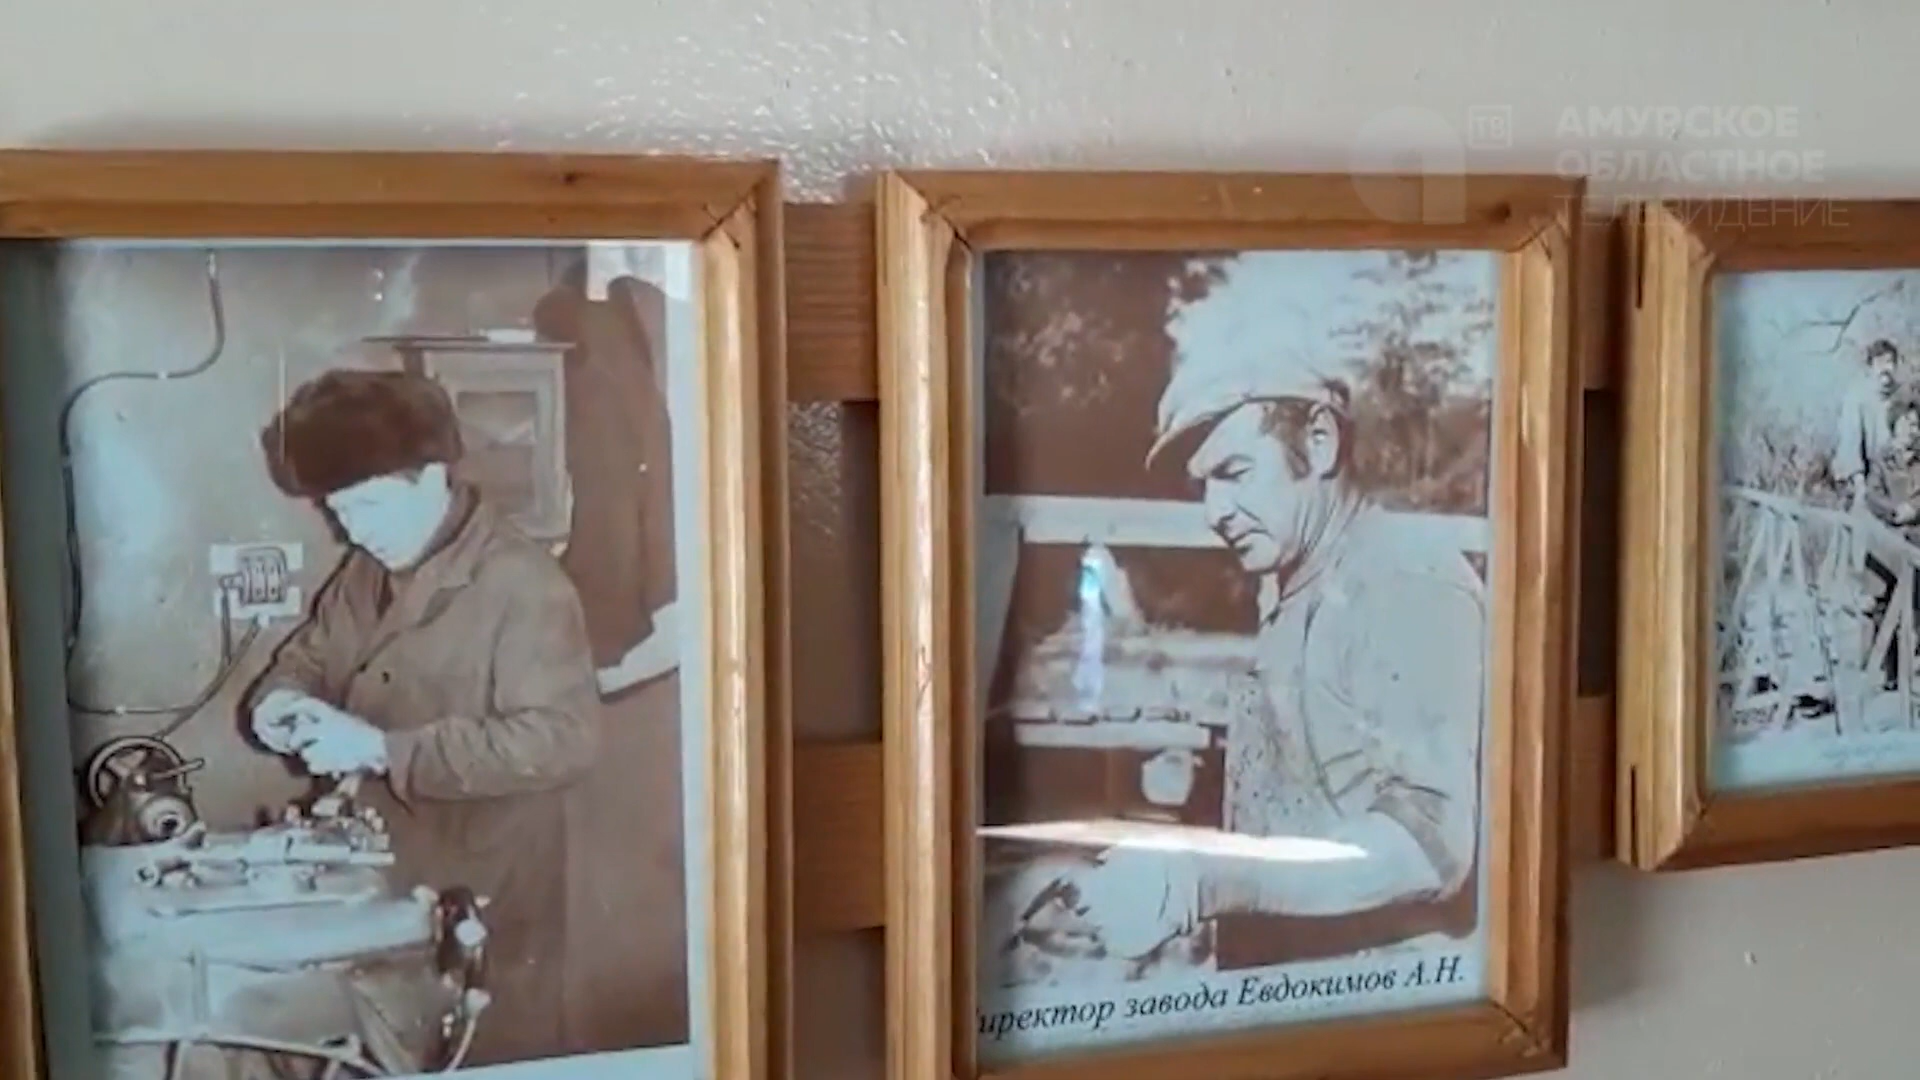 ТВ
АМУРСКОЕ
ОБЛАСТНОЕ
ТЕЛЕВИДЕНИЕ
иректор завода Евдокимов А.Н.